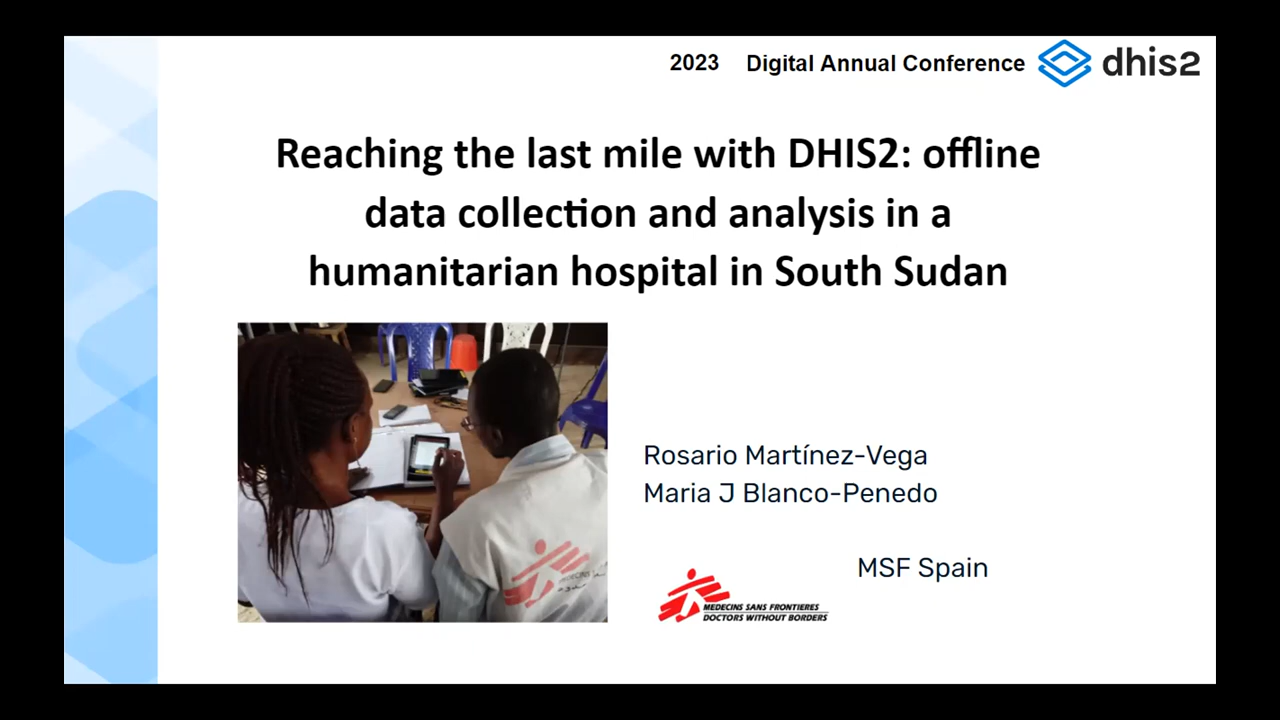 2023 Digital Annual Conference dhis2
Reaching the last mile with DHIS2: offline
data collection and analysis in a
humanitarian hospital in South Sudan
Rosario Martínez-Vega
Maria J Blanco-Penedo
MSF Spain
MEDECINS SANS FRONTIERES
DOCTORS WITHOUT BORDERS